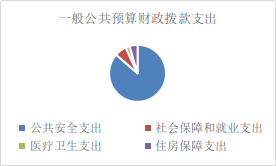 一般公共预算财政拨款支出
公共安全支出 社会保障和就业支出
医疗卫生支出 住房保障支出